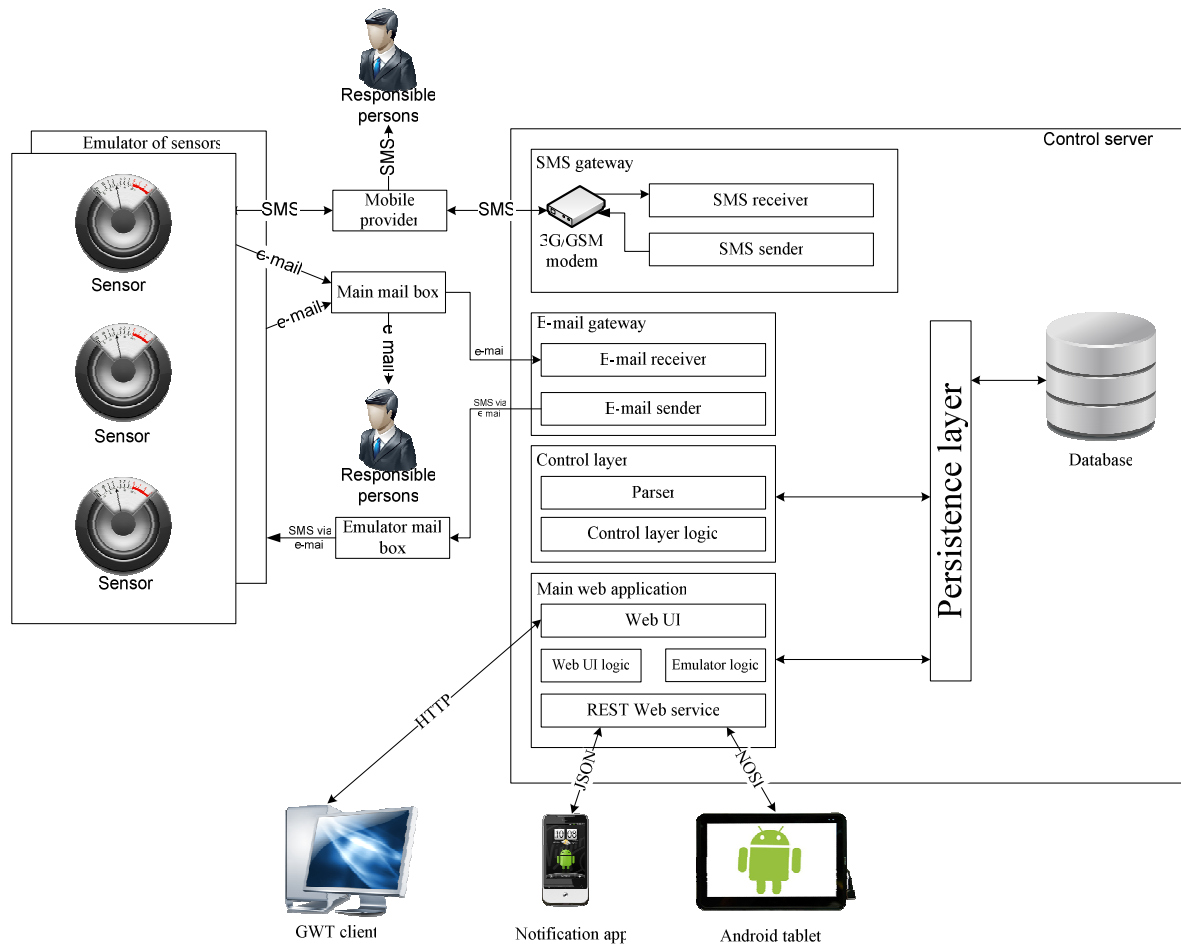 Responsible
persons
SMS
Control server
Emulator of sensors
Sensor
Sensor
Sensor
SMS
Mobile
provider
SMS
SMS gateway
3G/GSM
modem
SMS receiver
SMS sender
e-mail
e-mail
Main mail box
e
mail
e-mai
Responsible
persons
SMS via
e-mai
E-mail gateway
E-mail receiver
E-mail sender
Control layer
Parser
Control layer logic
SMS via
e-mai
Emulator mail
box
Main web application
Web UI
Web UI logic
Emulator logic
REST Web service
Persistence layer
Database
HTTP
JSON
JSON
GWT client
10 08
Notification app
Android tablet